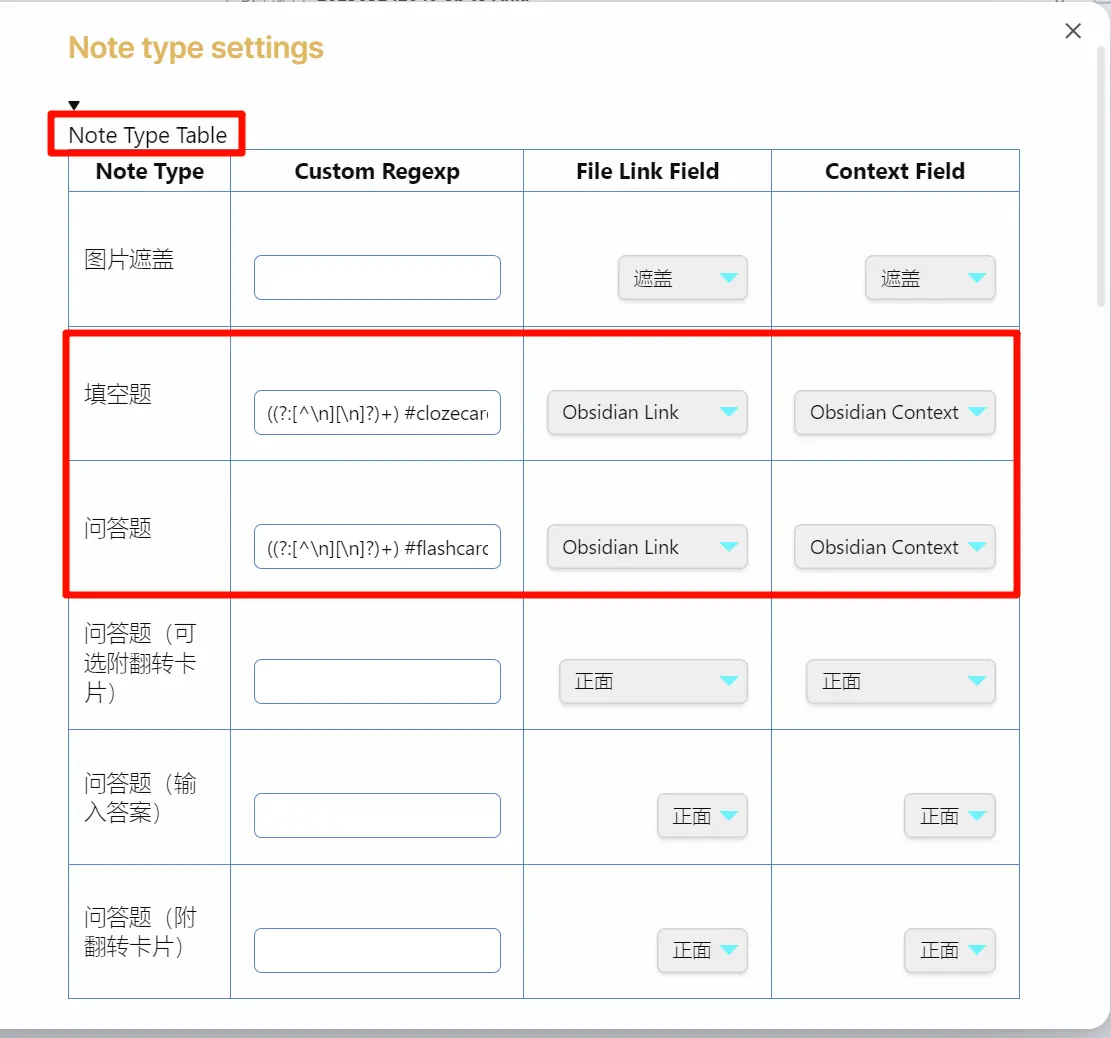 Note type settings
Note Type Table
Note Type Custom Regexp File Link Field Context Field
图片遮盖 遮盖 遮盖
填空题 ((?:[^\n][\n]?)+) #clozecar Obsidian Link Obsidian Context
问答题 ((?:[^\n][\n]?)+) #flashcar Obsidian Link Obsidian Context
问答题（可
选附翻转卡
片） 正面 正面
问答题（输
入答案） 正面 正面
问答题（附
翻转卡片） 正面 正面